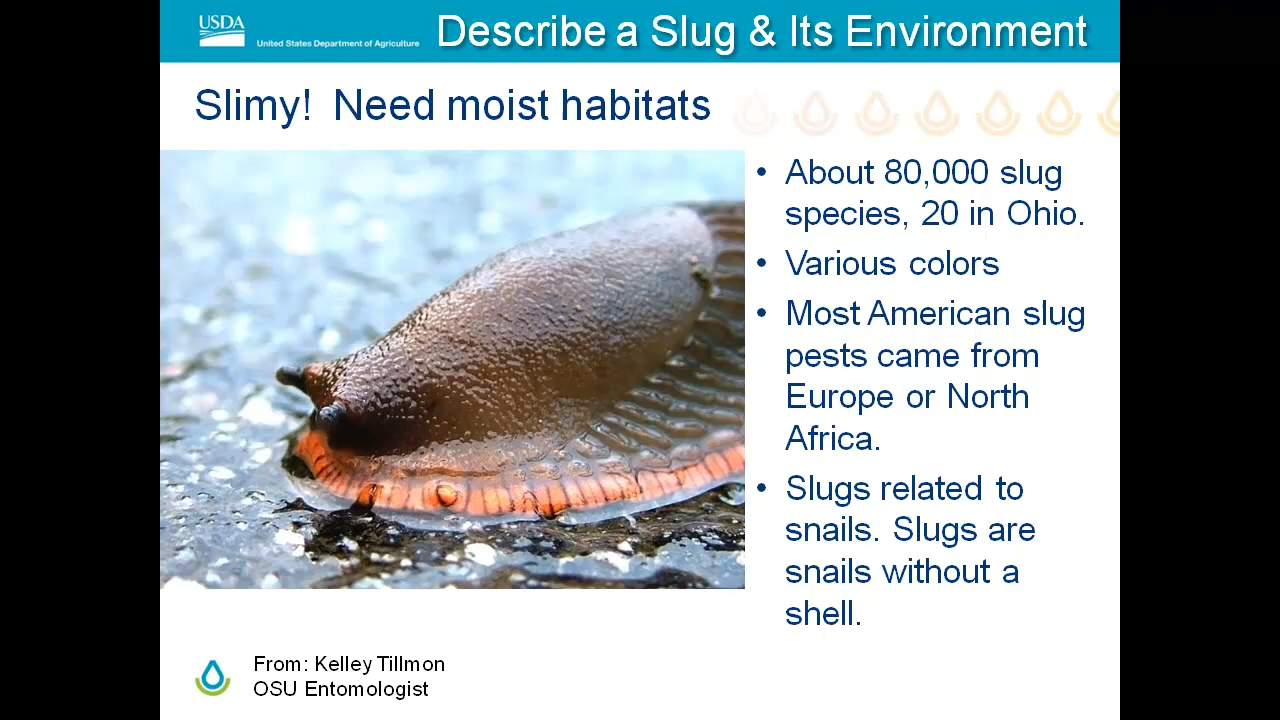 USDA
United States Department of Agriculture
Describe a Slug & Its Environment
Slimy! Need moist habitats
• About 80,000 slug
species, 20 in Ohio.
• Various colors
• Most American slug
pests came from
Europe or North
Africa.
• Slugs related to
snails. Slugs are
snails without a
shell.
From: Kelley Tillmon
OSU Entomologist